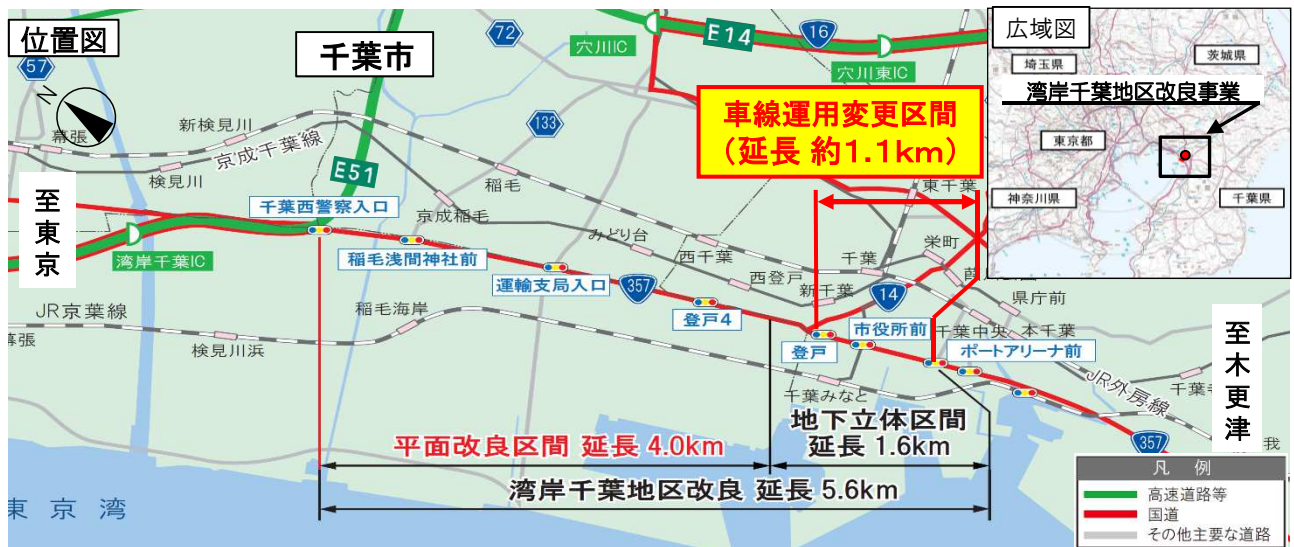 位置図
千葉市
57
N
72
穴川IC
E14
16
穴川東IC
広域図
埼玉県
茨城県
湾岸千葉地区改良事業
東京都
神奈川県
千葉県
車線運用変更区間
(延長 約1.1km)
133
新検見川
幕張
京成千葉線
検見川
E51
稲毛
東千葉
至東京
千葉西警察入口
京成稲毛
みどり台
西千葉
栄町
湾岸千葉IC
稲毛浅間神社前
運輸支局入口
357
西登戸
千葉
新千葉
14
県庁前
JR京葉線
稲毛海岸
登戸4
市役所前
千葉中央
本千葉
幕張
検見川浜
登戸
ポートアリーナ前
至木更津
千葉みなと
JR外房線
千葉寺
地下立体区間
延長 1.6km
平面改良区間 延長 4.0km
357
我
湾岸千葉地区改良 延長 5.6km
東京湾
凡 例
高速道路等
国道
その他主要な道路